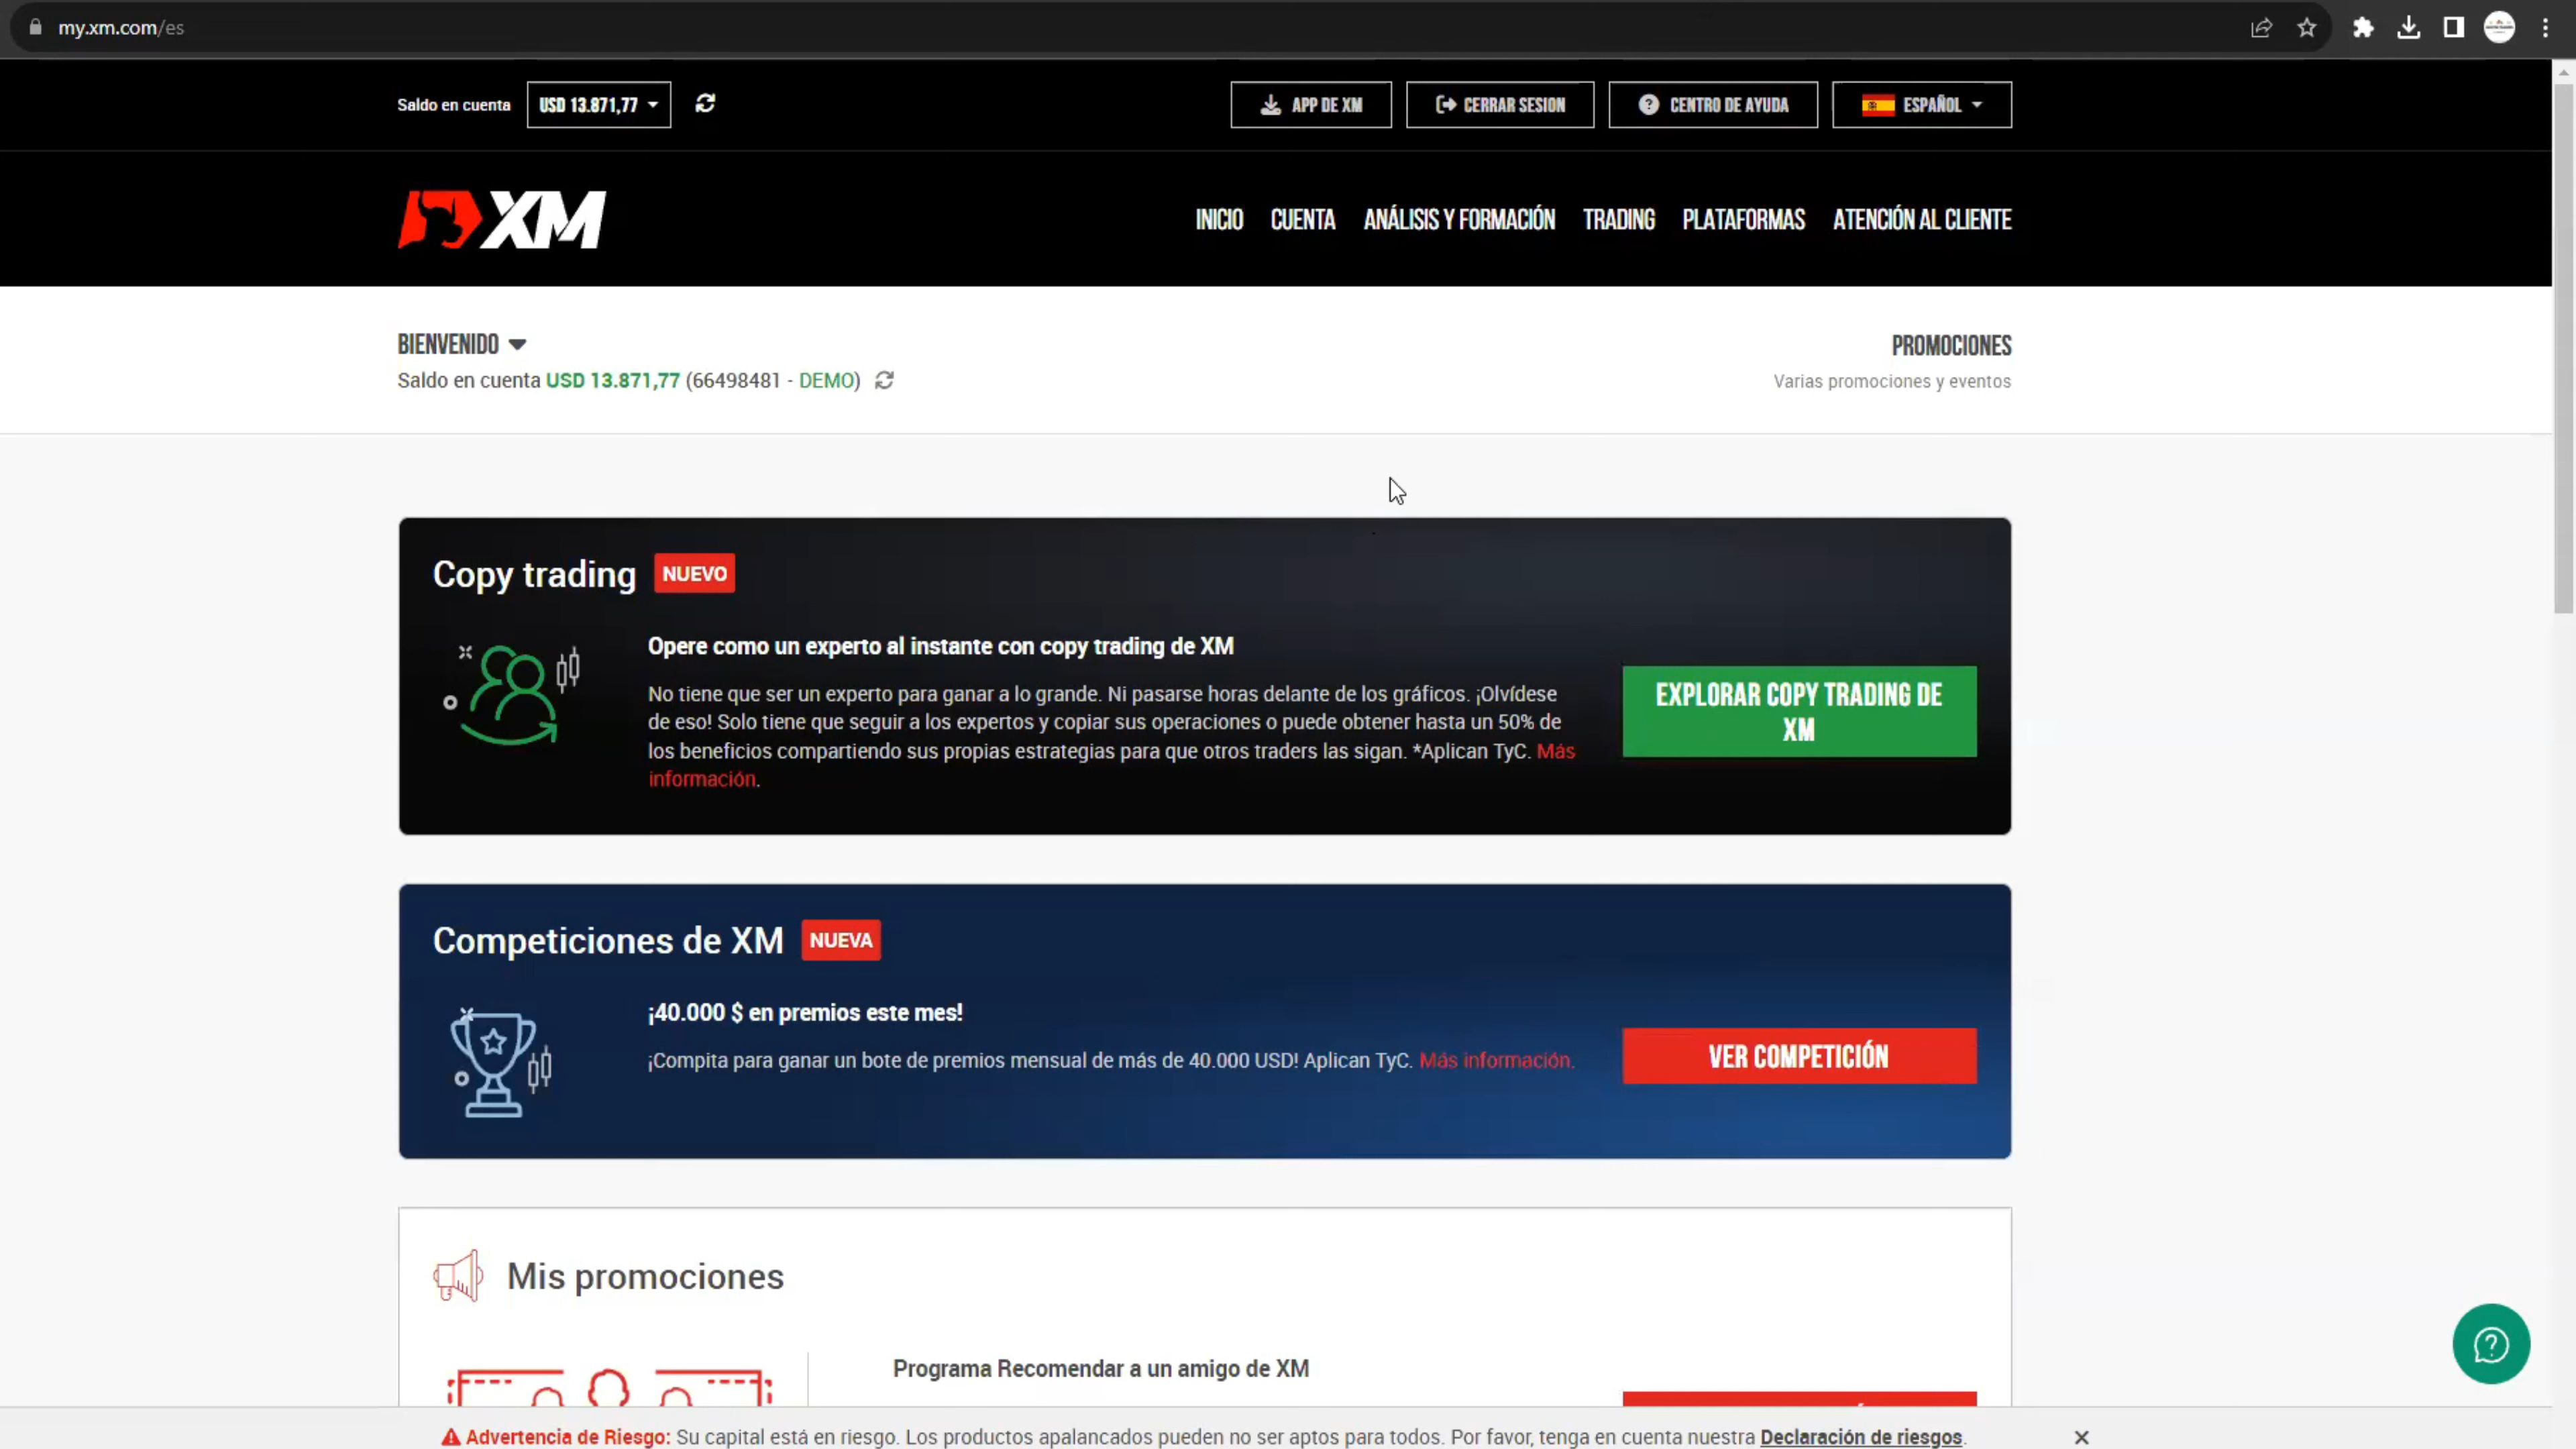 my.xm.com/es
Saldo en cuenta USD 13.871,77
APP DE XM CERRAR SESION CENTRO DE AYUDA ESPAÑOL
XM
INICIO CUENTA ANÁLISIS Y FORMACIÓN TRADING PLATAFORMAS ATENCIÓN AL CLIENTE
BIENVENIDO
Saldo en cuenta USD 13.871,77 (66498481 - DEMO)
PROMOCIONES
Varias promociones y eventos
Copy trading NUEVO
Opere como un experto al instante con copy trading de XM
No tiene que ser un experto para ganar a lo grande. Ni pasarse horas delante de los gráficos. ¡Olvídese
de eso! Solo tiene que seguir a los expertos y copiar sus operaciones o puede obtener hasta un 50% de
los beneficios compartiendo sus propias estrategias para que otros traders las sigan. *Aplican TyC. Más
información.
EXPLORAR COPY TRADING DE
XM
Competiciones de XM NUEVA
¡40.000 $ en premios este mes!
¡Compita para ganar un bote de premios mensual de más de 40.000 USD! Aplican TyC. Más información.
VER COMPETICIÓN
Mis promociones
Programa Recomendar a un amigo de XM
Advertencia de Riesgo: Su capital está en riesgo. Los productos apalancados pueden no ser aptos para todos. Por favor, tenga en cuenta nuestra Declaración de riesgos.